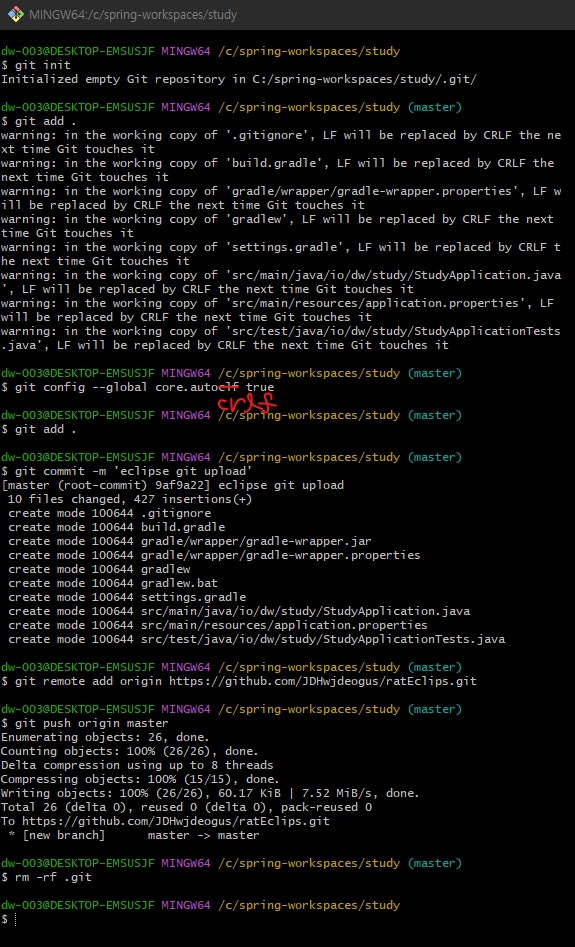 MINGW64:/c/spring-workspaces/study
dw-003@DESKTOP-EMSUSJF MINGW64 /c/spring-workspaces/study
$ git init
Initialized empty Git repository in C:/spring-workspaces/study/.git/
dw-003@DESKTOP-EMSUSJF MINGW64 /c/spring-workspaces/study (master)
$ git add .
warning: in the working copy of '.gitignore', LF will be replaced by CRLF the ne
xt time Git touches it
warning: in the working copy of 'build.gradle', LF will be replaced by CRLF the
next time Git touches it
warning: in the working copy of 'gradle/wrapper/gradle-wrapper.properties', LF w
ill be replaced by CRLF the next time Git touches it
warning: in the working copy of 'gradlew', LF will be replaced by CRLF the next
time Git touches it
warning: in the working copy of 'settings.gradle', LF will be replaced by CRLF t
he next time Git touches it
warning: in the working copy of 'src/main/java/io/dw/study/StudyApplication.java
', LF will be replaced by CRLF the next time Git touches it
warning: in the working copy of 'src/main/resources/application.properties', LF
will be replaced by CRLF the next time Git touches it
warning: in the working copy of 'src/test/java/io/dw/study/StudyApplicationTests
.java', LF will be replaced by CRLF the next time Git touches it
dw-003@DESKTOP-EMSUSJF MINGW64 /c/spring-workspaces/study (master)
$ git config --global core.autoclf true
crlf
dw-003@DESKTOP-EMSUSJF MINGW64 /c/spring-workspaces/study (master)
$ git add .
dw-003@DESKTOP-EMSUSJF MINGW64 /c/spring-workspaces/study (master)
$ git commit -m 'eclipse git upload'
[master (root-commit) 9af9a22] eclipse git upload
10 files changed, 427 insertions(+)
create mode 100644 .gitignore
create mode 100644 build.gradle
create mode 100644 gradle/wrapper/gradle-wrapper.jar
create mode 100644 gradle/wrapper/gradle-wrapper.properties
create mode 100644 gradlew
create mode 100644 gradlew.bat
create mode 100644 settings.gradle
create mode 100644 src/main/java/io/dw/study/StudyApplication.java
create mode 100644 src/main/resources/application.properties
create mode 100644 src/test/java/io/dw/study/StudyApplicationTests.java
dw-003@DESKTOP-EMSUSJF MINGW64 /c/spring-workspaces/study (master)
$ git remote add origin https://github.com/JDHwjdeogus/ratEclips.git
dw-003@DESKTOP-EMSUSJF MINGW64 /c/spring-workspaces/study (master)
$ git push origin master
Enumerating objects: 26, done.
Counting objects: 100% (26/26), done.
Delta compression using up to 8 threads
Compressing objects: 100% (15/15), done.
Writing objects: 100% (26/26), 60.17 KiB | 7.52 MiB/s, done.
Total 26 (delta 0), reused 0 (delta 0), pack-reused 0
To https://github.com/JDHwjdeogus/ratEclips.git
* [new branch]      master -> master
dw-003@DESKTOP-EMSUSJF MINGW64 /c/spring-workspaces/study (master)
$ rm -rf .git
dw-003@DESKTOP-EMSUSJF MINGW64 /c/spring-workspaces/study
$